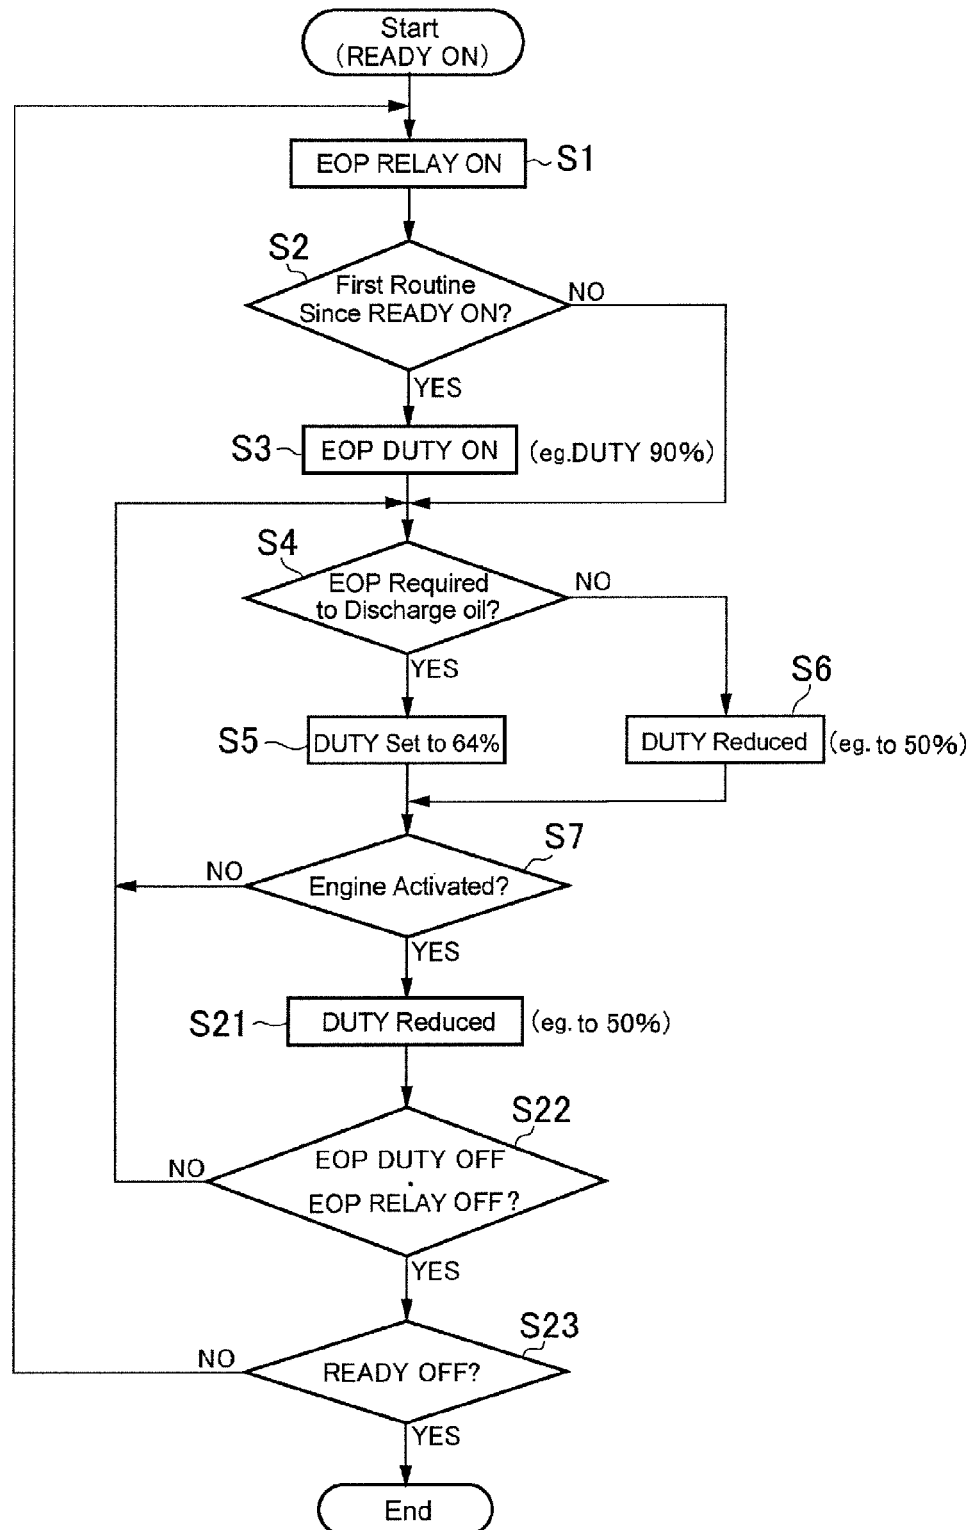 Start
(READY ON)
EOP RELAY ON
S1
S2
First Routine
Since READY ON?
NO
YES
S3
EOP DUTY ON
(eg.DUTY 90%)
S4
EOP Required
to Discharge oil?
NO
YES
S6
S5
DUTY Set to 64%
DUTY Reduced
(eg. to 50%)
S7
NO
Engine Activated?
YES
S21
DUTY Reduced
(eg. to 50%)
S22
EOP DUTY OFF
·
EOP RELAY OFF?
NO
YES
S23
NO
READY OFF?
YES
End